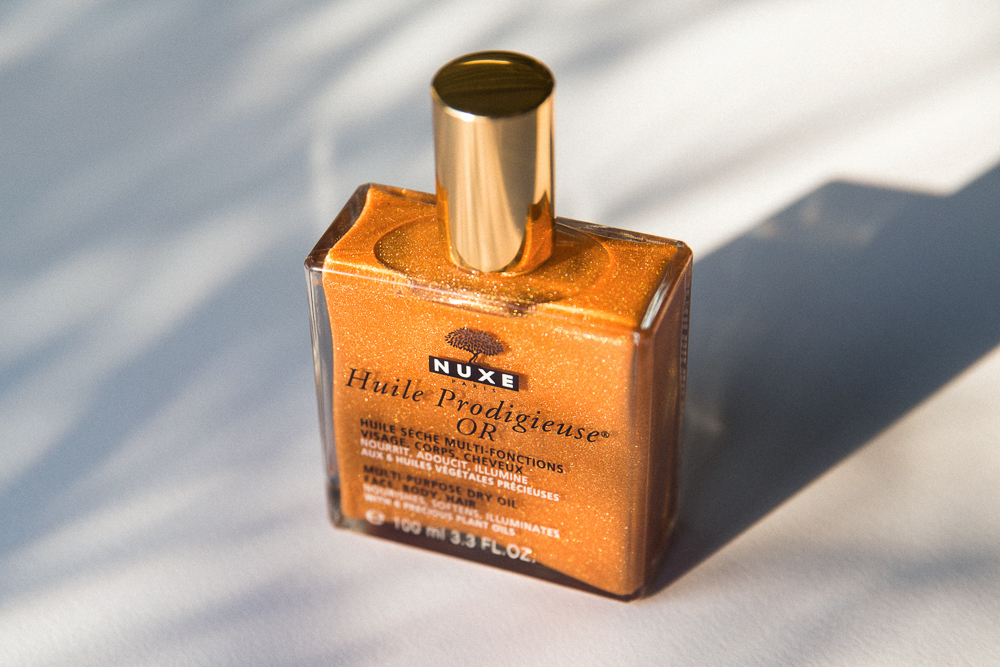 NUXE
PARIS
Huile Prodigieuse®
OR
HUILE SÈCHE MULTI-FONCTIONS
VISAGE, CORPS, CHEVEUX
NOURRIT, ADOUCIT, ILLUMINE
AUX 6 HUILES VÉGÉTALES PRÉCIEUSES
MULTI-PURPOSE DRY OIL
FACE, BODY, HAIR
NOURISHES, SOFTENS, ILLUMINATES
WITH 6 PRECIOUS PLANT OILS
℮ 100 ml 3.3 FL.OZ.